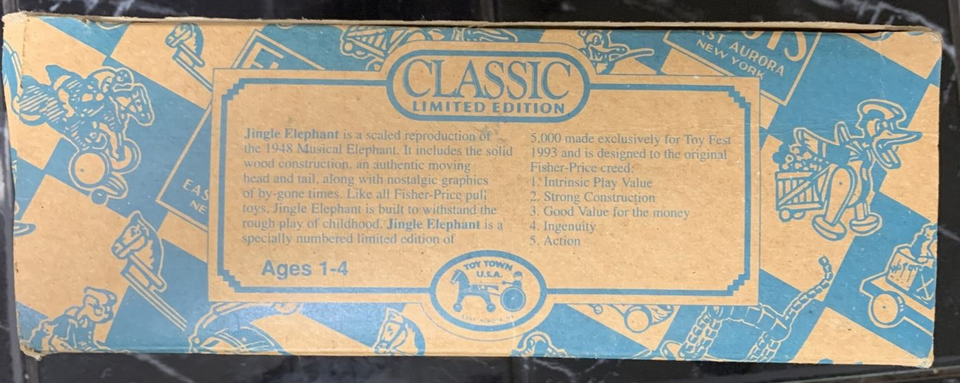 CLASSIC
LIMITED EDITION
Jingle Elephant is a scaled reproduction of
the 1948 Musical Elephant. It includes the solid
wood construction, an authentic moving
head and tail, along with nostalgic graphics
of by-gone times. Like all Fisher-Price pull
toys, Jingle Elephant is built to withstand the
rough play of childhood. Jingle Elephant is a
specially numbered limited edition of
5,000 made exclusively for Toy Fest
1993 and is designed to the original
Fisher-Price creed:
1. Intrinsic Play Value
2. Strong Construction
3. Good Value for the money
4. Ingenuity
5. Action
Ages 1-4
TOY TOWN
U.S.A.
EAST AURORA
NEW YORK
EAS
NE